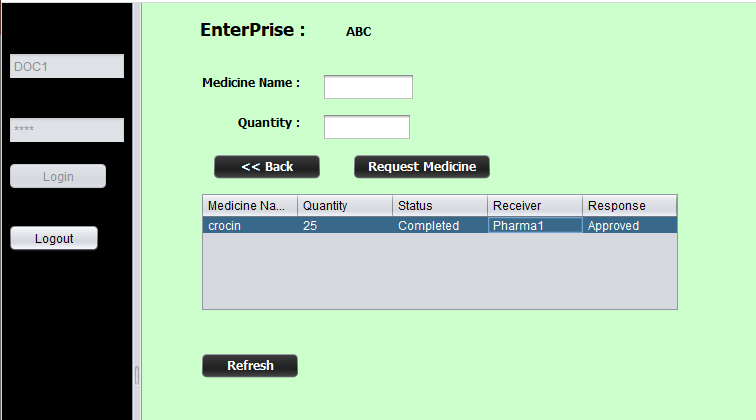 DOC1
****
Login
Logout
EnterPrise : ABC
Medicine Name :
Quantity :
<< Back Request Medicine
Medicine Na... Quantity Status Receiver Response
crocin 25 Completed Pharma1 Approved
Refresh